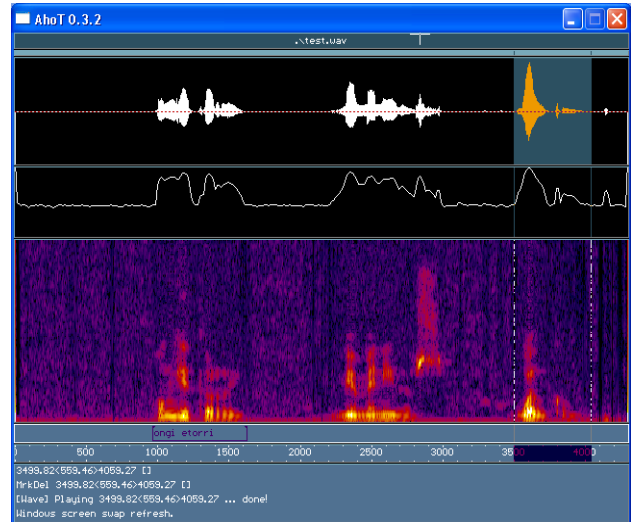 AhoT 0.3.2
.\test.wav
ongi etorri
0 500 1000 1500 2000 2500 3000 3500 4000
3499.82<559.46>4059.27 []
MrkDel 3499.82<559.46>4059.27 []
[Wave] Playing 3499.82<559.46>4059.27 ... done!
Windows screen swap refresh.